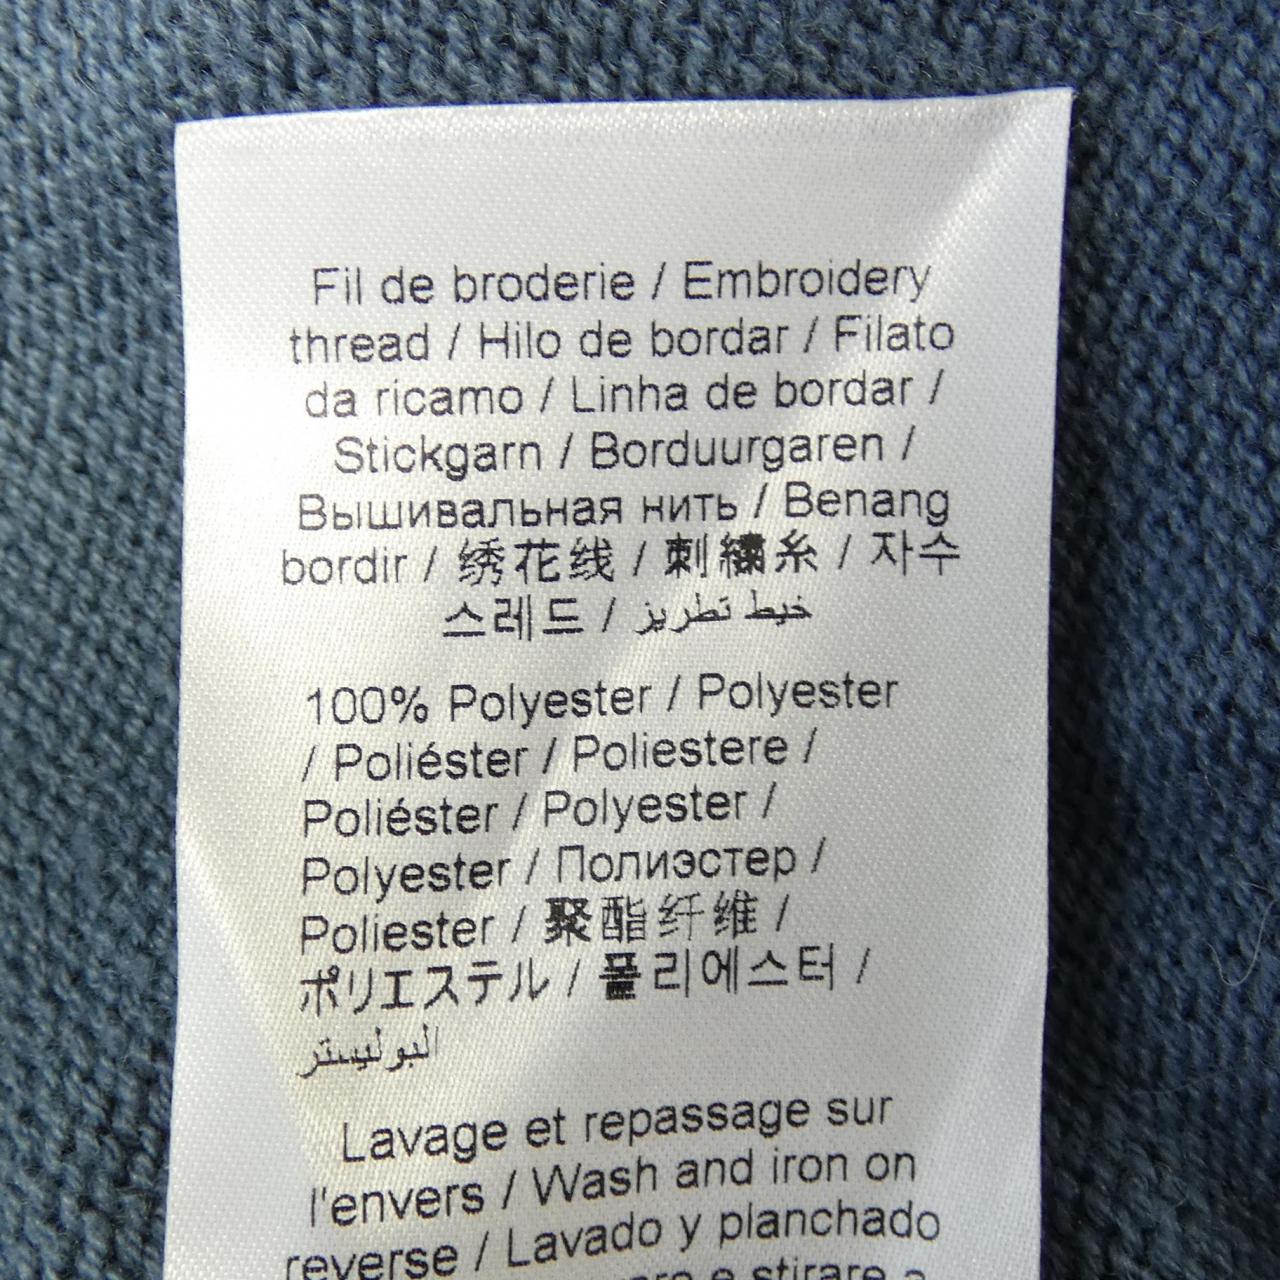 Fil de broderie / Embroidery
thread / Hilo de bordar / Filato
da ricamo / Linha de bordar /
Stickgarn / Borduurgaren /
Вышивальная нить / Benang
bordir / 绣花线 / 刺繍糸 / 자수
스레드 / خيط تطريز
100% Polyester / Polyester
/ Poliéster / Poliestere /
Poliéster / Polyester /
Polyester / Полиэстер /
Poliester / 聚酯纤维 /
ポリエステル / 폴리에스터 /
البوليستر
Lavage et repassage sur
l'envers / Wash and iron on
reverse / Lavado y planchado
e stirare a